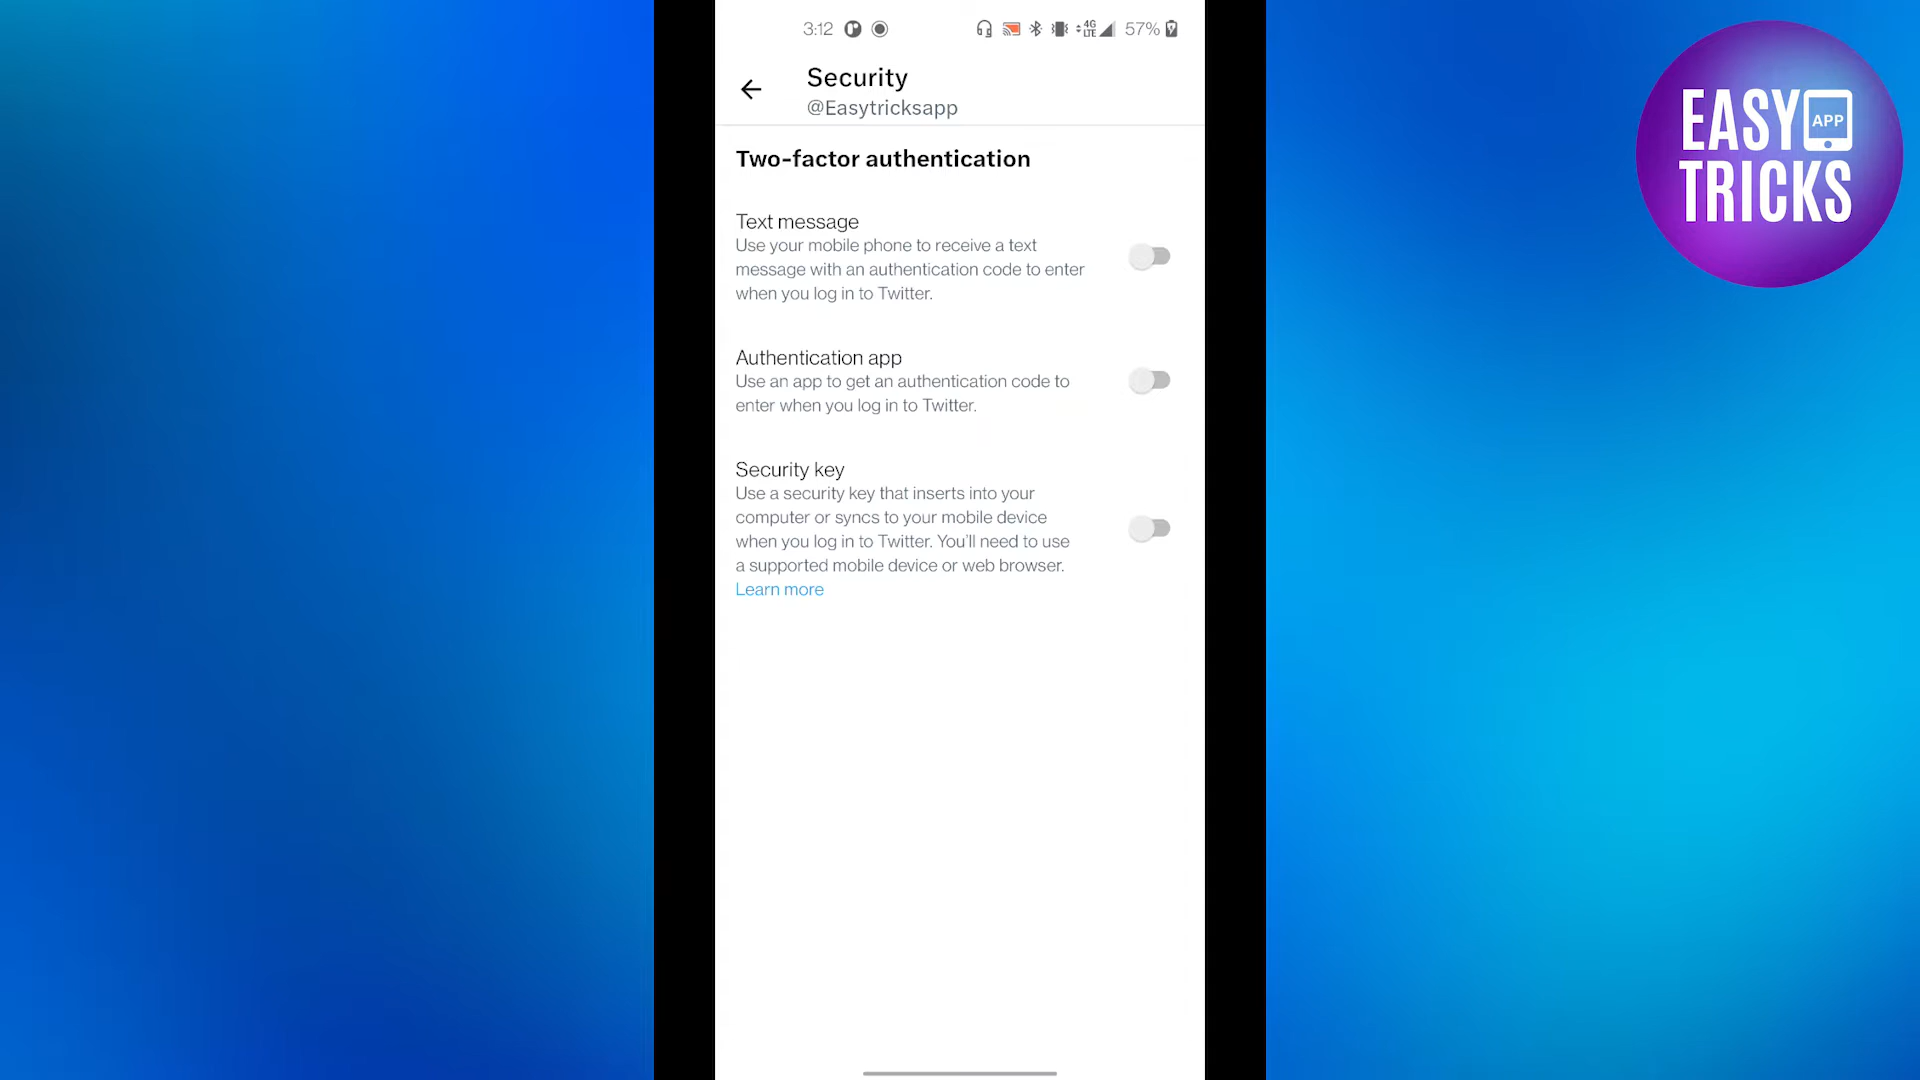 3:12
4G
LTE
57%
Security
@Easytricksapp
Two-factor authentication
Text message
Use your mobile phone to receive a text
message with an authentication code to enter
when you log in to Twitter.
Authentication app
Use an app to get an authentication code to
enter when you log in to Twitter.
Security key
Use a security key that inserts into your
computer or syncs to your mobile device
when you log in to Twitter. You'll need to use
a supported mobile device or web browser.
Learn more
EASY APP
TRICKS